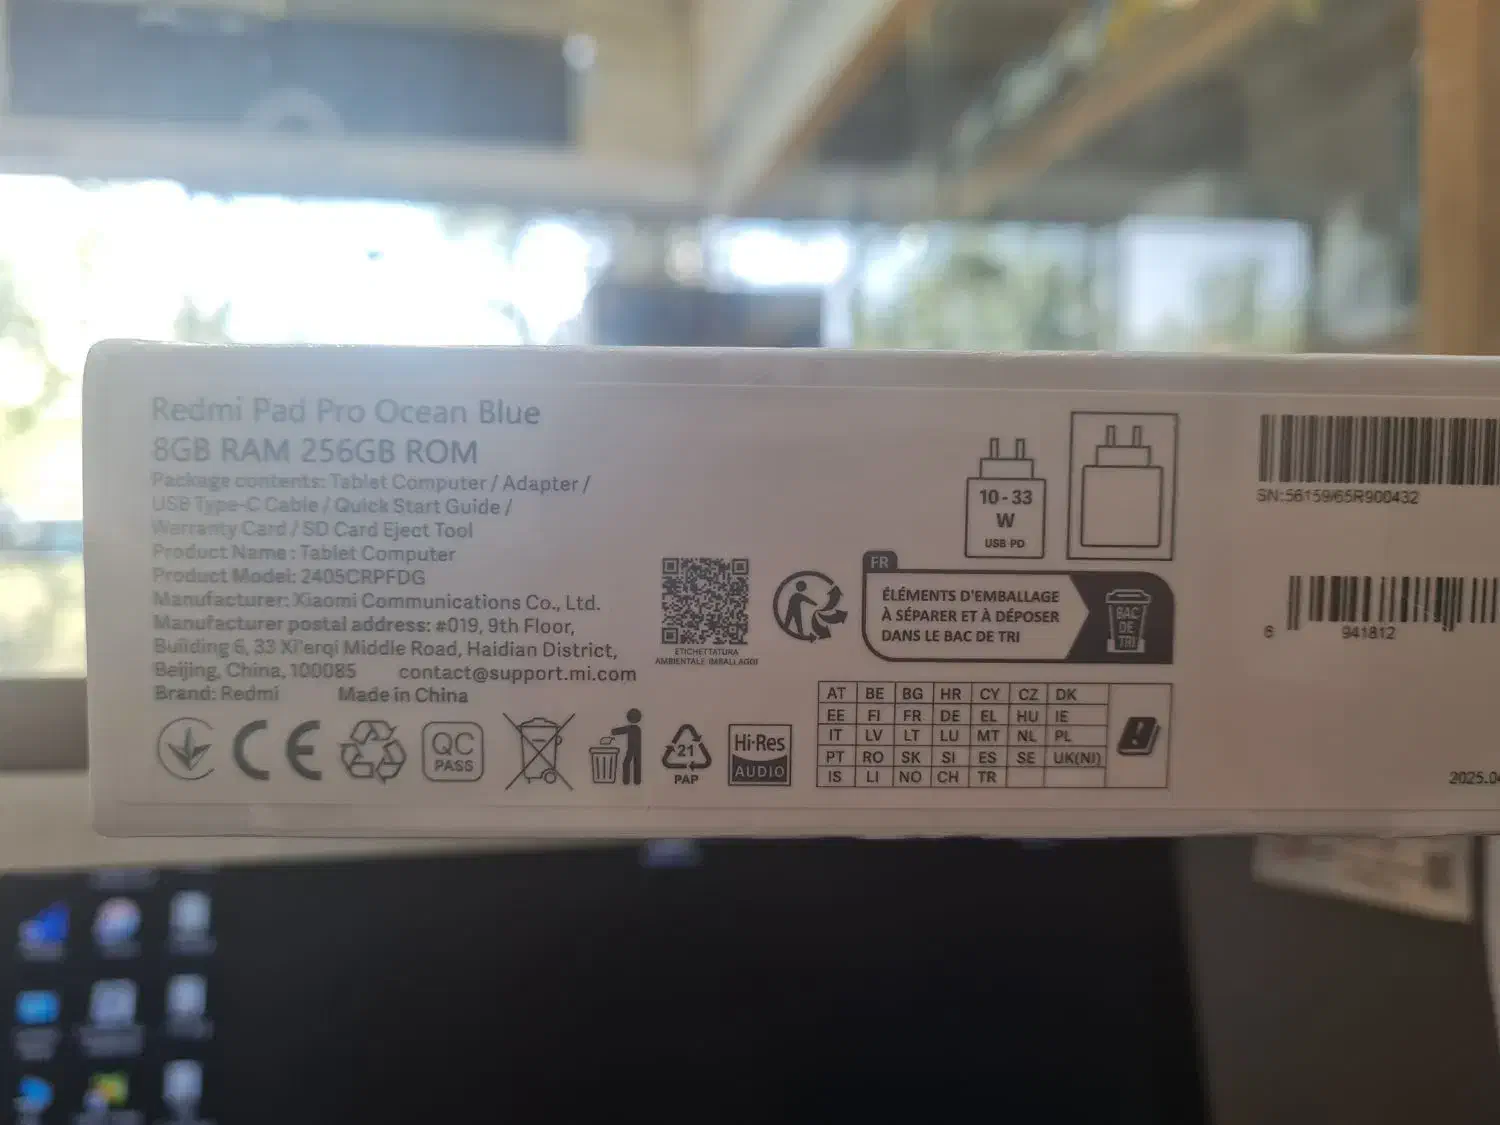 Redmi Pad Pro Ocean Blue
8GB RAM 256GB ROM
Package contents: Tablet Computer / Adapter /
USB Type-C Cable / Quick Start Guide /
Warranty Card / SD Card Eject Tool
Product Name : Tablet Computer
Product Model: 2405CRPFDG
Manufacturer: Xiaomi Communications Co., Ltd.
Manufacturer postal address: #019, 9th Floor,
Building 6, 33 Xi'erqi Middle Road, Haidian District,
Beijing, China, 100085 contact@support.mi.com
Brand: Redmi Made in China
CE
QC
PASS
21
PAP
Hi-Res
AUDIO
ETICHETTATURA
AMBIENTALE IMBALLAGGI
10 - 33
W
USB PD
FR
ÉLÉMENTS D'EMBALLAGE
À SÉPARER ET À DÉPOSER
DANS LE BAC DE TRI
BAC
DE
TRI
AT BE BG HR CY CZ DK
EE FI FR DE EL HU IE
IT LV LT LU MT NL PL
PT RO SK SI ES SE UK(NI)
IS LI NO CH TR
SN:56159/65R900432
6 941812
2025.04